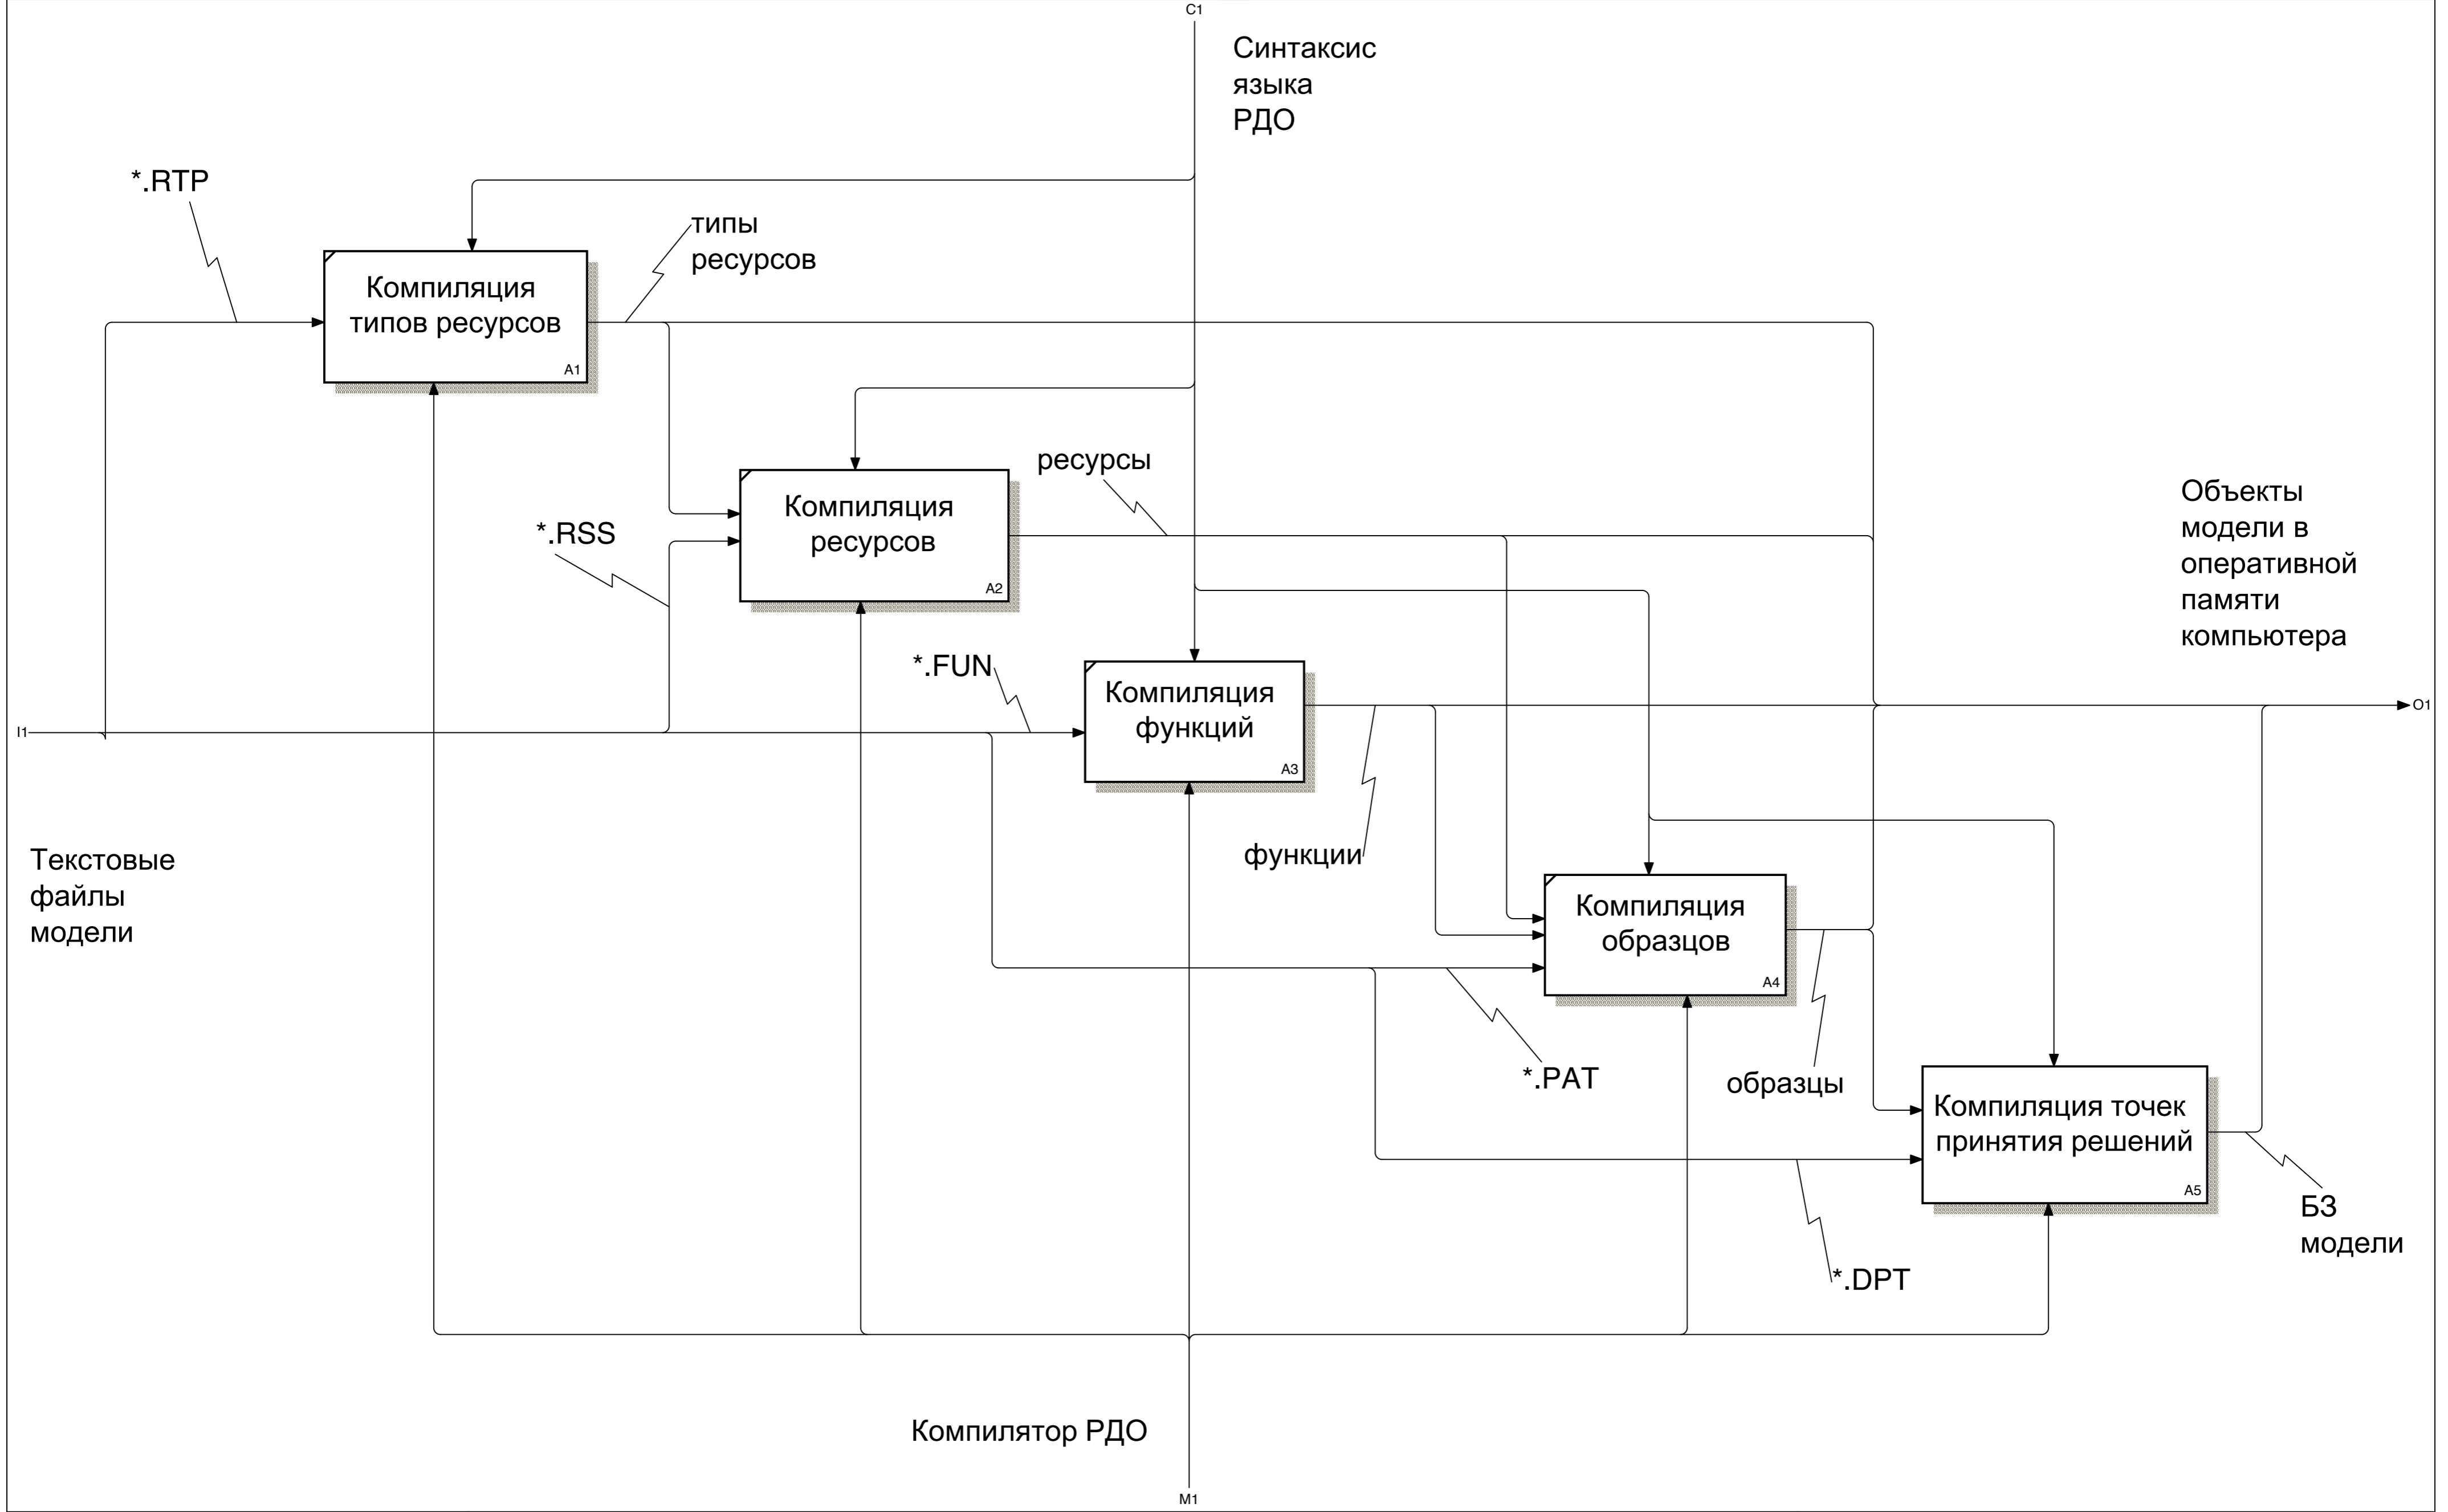 C1
Синтаксис
языка
РДО
*.RTP
типы
ресурсов
Компиляция
типов ресурсов
A1
ресурсы
Компиляция
ресурсов
A2
*.RSS
Объекты
модели в
оперативной
памяти
компьютера
*.FUN
Компиляция
функций
A3
I1
O1
Текстовые
файлы
модели
функции
Компиляция
образцов
A4
*.PAT
образцы
Компиляция точек
принятия решений
A5
БЗ
модели
*.DPT
Компилятор РДО
M1